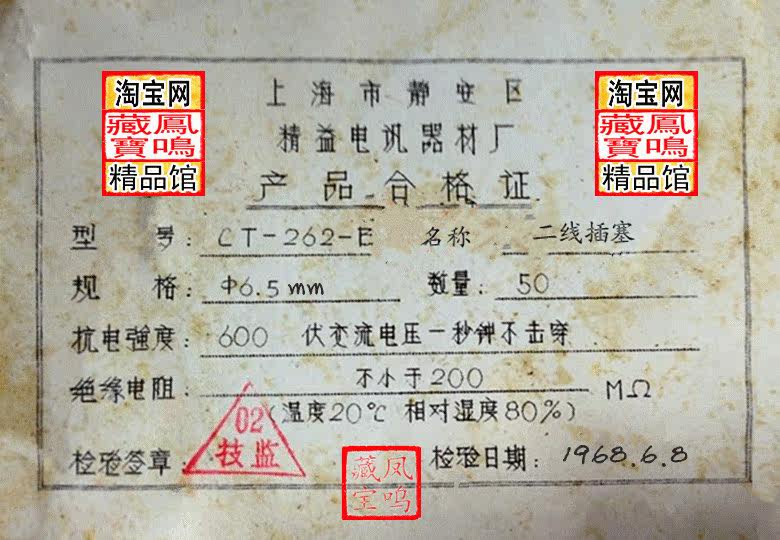 淘宝网
鳳鳴
藏寶
精品馆
上海市静安区
精益电讯器材厂
产品合格证
淘宝网
鳳鳴
藏寶
精品馆
型号: CT-262-E 名称 二线插塞
规格: Φ6.5mm 数量: 50
抗电強度: 600 伏变流电压一秒钟不击穿
绝缘电阻: 不小于200 MΩ
(温度20℃ 相对湿度80%)
检验签章: 02 技监 检验日期: 1968.6.8
凤鸣
藏宝